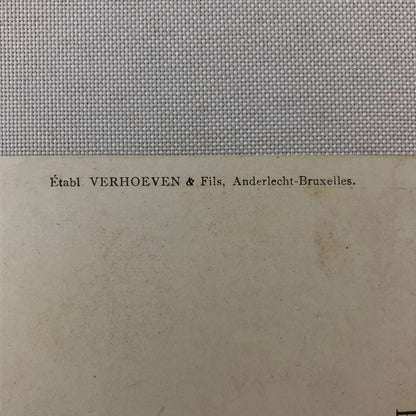 Établ VERHOEVEN & Fils, Anderlecht-Bruxelles.